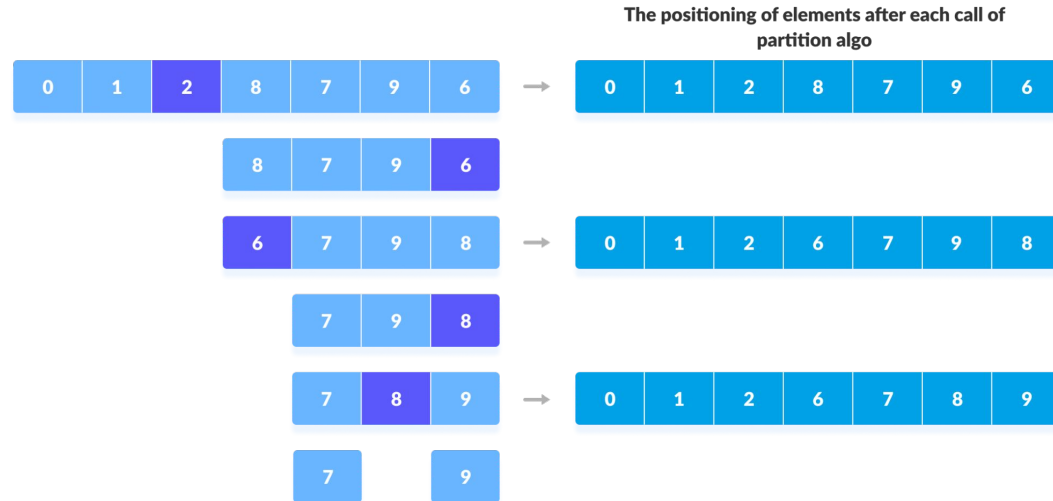 The positioning of elements after each call of
partition algo
0 1 2 8 7 9 6 0 1 2 8 7 9 6
8 7 9 6
6 7 9 8 0 1 2 6 7 9 8
7 9 8
7 8 9 0 1 2 6 7 8 9
7 9